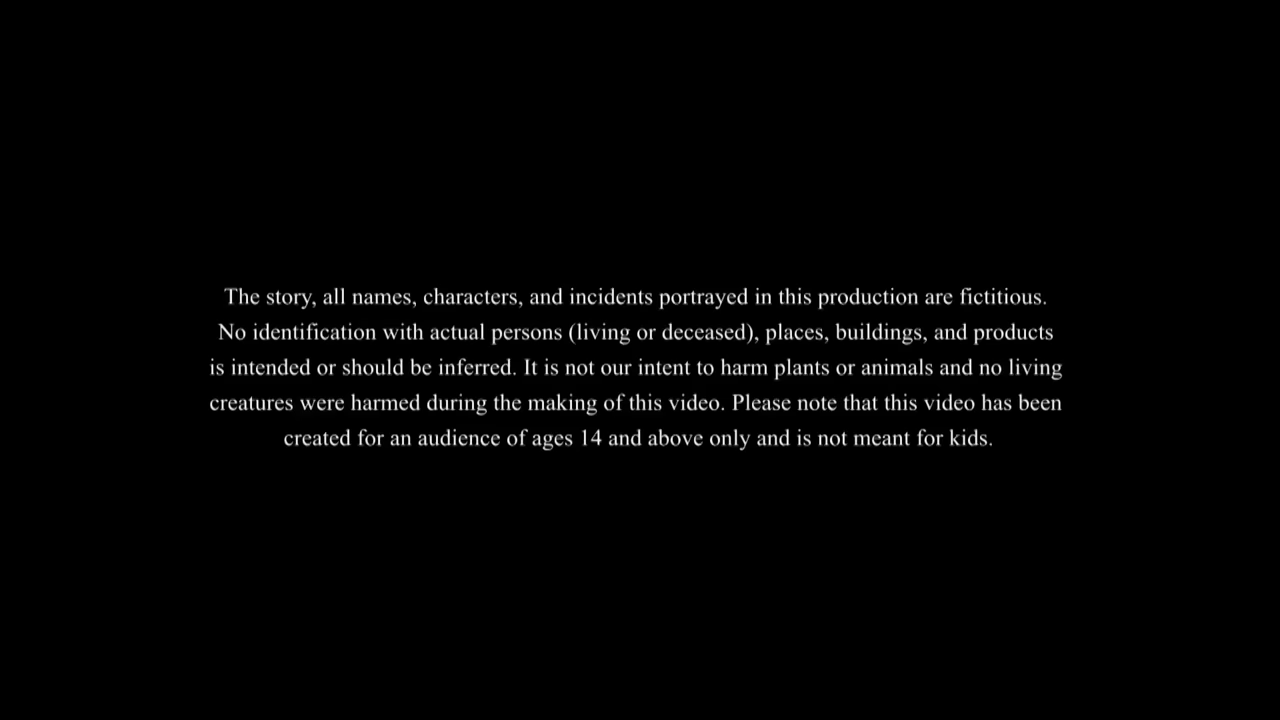 The story, all names, characters, and incidents portrayed in this production are fictitious.
No identification with actual persons (living or deceased), places, buildings, and products
is intended or should be inferred. It is not our intent to harm plants or animals and no living
creatures were harmed during the making of this video. Please note that this video has been
created for an audience of ages 14 and above only and is not meant for kids.